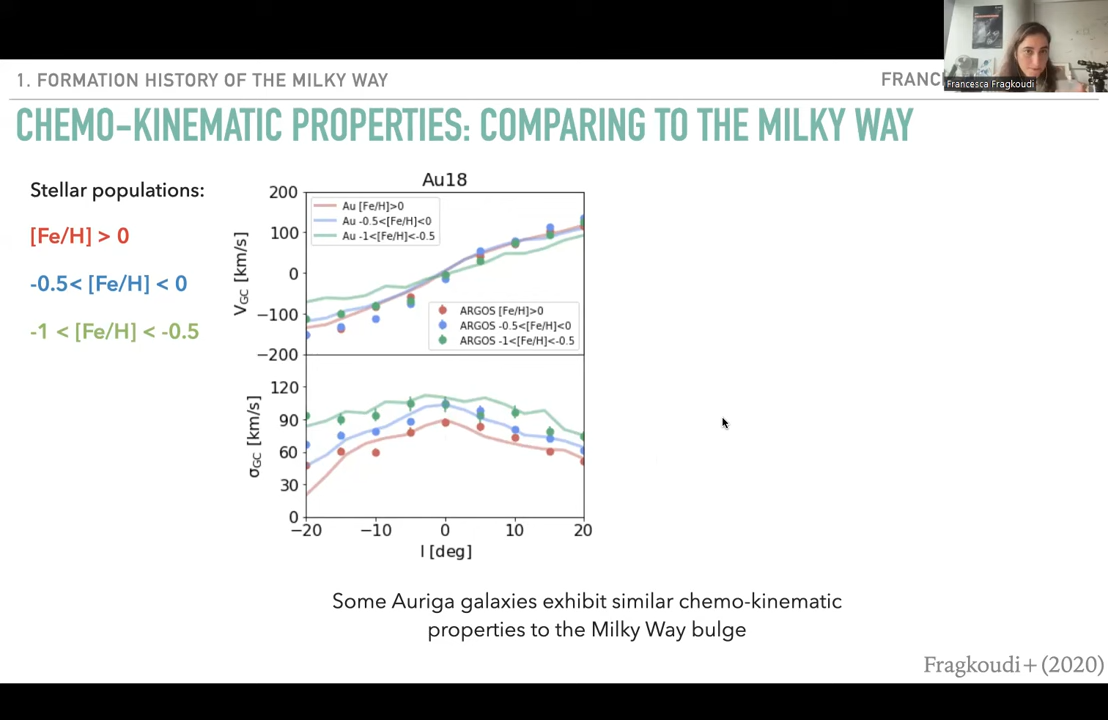 1. FORMATION HISTORY OF THE MILKY WAY
FRANC
Francesca Fragkoudi
CHEMO-KINEMATIC PROPERTIES: COMPARING TO THE MILKY WAY
Stellar populations:
[Fe/H] > 0
-0.5< [Fe/H] < 0
-1 < [Fe/H] < -0.5
Au18
200
100
0
−100
−200
V_GC [km/s]
Au [Fe/H]>0
Au -0.5<[Fe/H]<0
Au -1<[Fe/H]<-0.5
ARGOS [Fe/H]>0
ARGOS -0.5<[Fe/H]<0
ARGOS -1<[Fe/H]<-0.5
120
90
60
30
0
σ_GC [km/s]
−20 −10 0 10 20
l [deg]
Some Auriga galaxies exhibit similar chemo-kinematic
properties to the Milky Way bulge
Fragkoudi+ (2020)